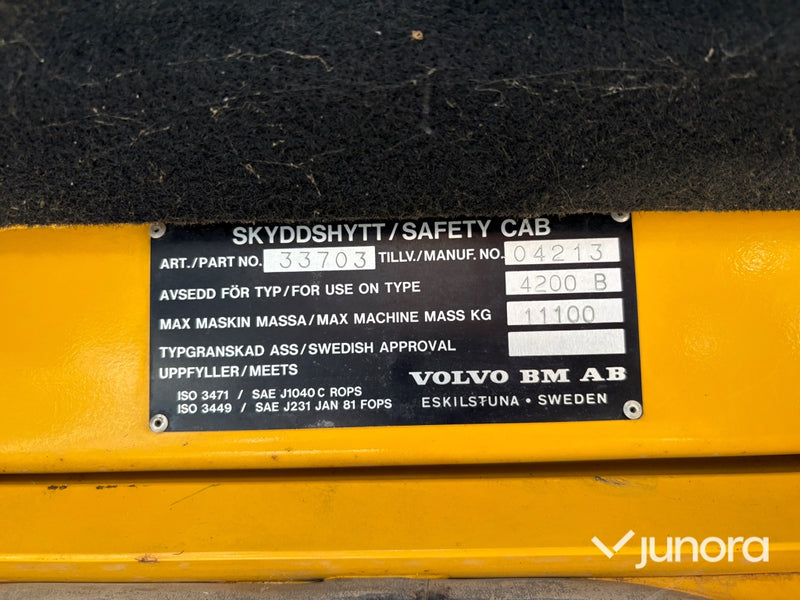 SKYDDSHYTT/SAFETY CAB
ART./PART NO. 33703 TILLV./MANUF. NO. 04213
AVSEDD FÖR TYP/FOR USE ON TYPE 4200 B
MAX MASKIN MASSA/MAX MACHINE MASS KG 11100
TYPGRANSKAD ASS/SWEDISH APPROVAL
UPPFYLLER/MEETS
ISO 3471 / SAE J1040 C ROPS
ISO 3449 / SAE J231 JAN 81 FOPS
VOLVO BM AB
ESKILSTUNA • SWEDEN
junora